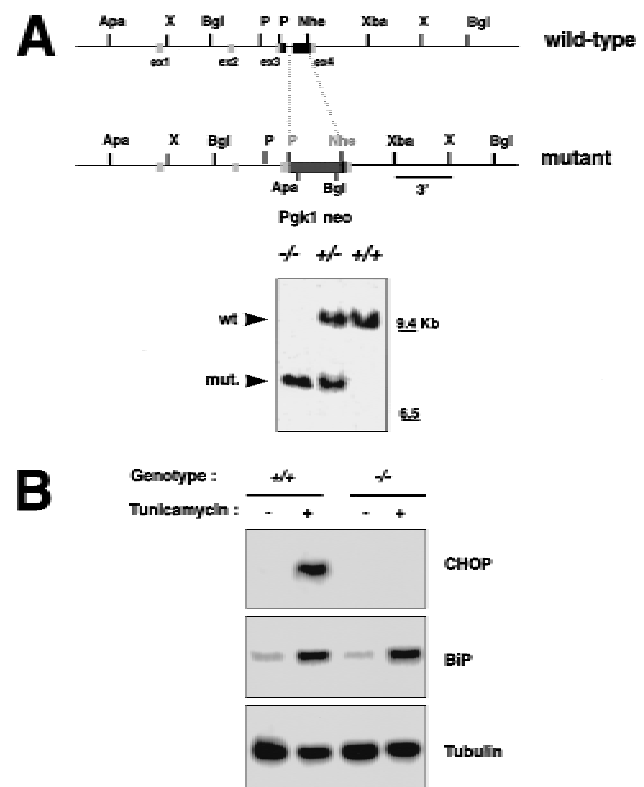 A
Apa X Bgl P P Nhe Xba X Bgl
wild-type
ex1 ex2 ex3 ex4
Apa X Bgl P P Nhe Xba X Bgl
mutant
Apa Bgl 3'
Pgk1 neo
-/- +/- +/+
wt 9.4 Kb
mut.
6.5
B
Genotype : +/+ -/-
Tunicamycin : - + - +
CHOP
BiP
Tubulin